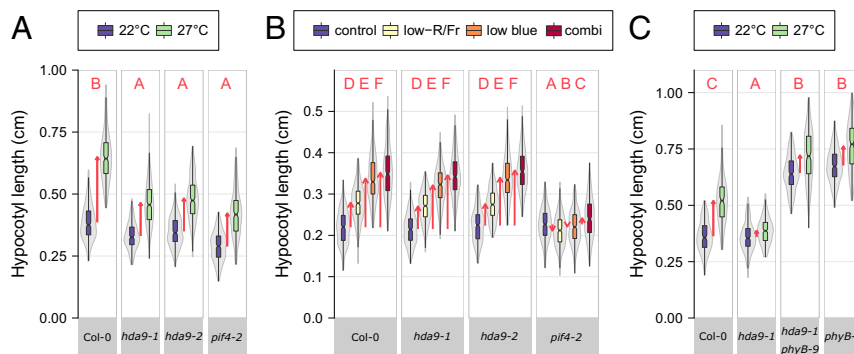 A
22°C 27°C
Hypocotyl length (cm)
1.00
0.75
0.50
0.25
0.00
B A A A
Col-0 hda9-1 hda9-2 pif4-2
B
control low−R/Fr low blue combi
Hypocotyl length (cm)
0.5
0.4
0.3
0.2
0.1
0.0
D E F D E F D E F A B C
Col-0 hda9-1 hda9-2 pif4-2
C
22°C 27°C
Hypocotyl length (cm)
1.00
0.75
0.50
0.25
0.00
C A B B
Col-0 hda9-1 hda9-1 phyB-
phyB-9